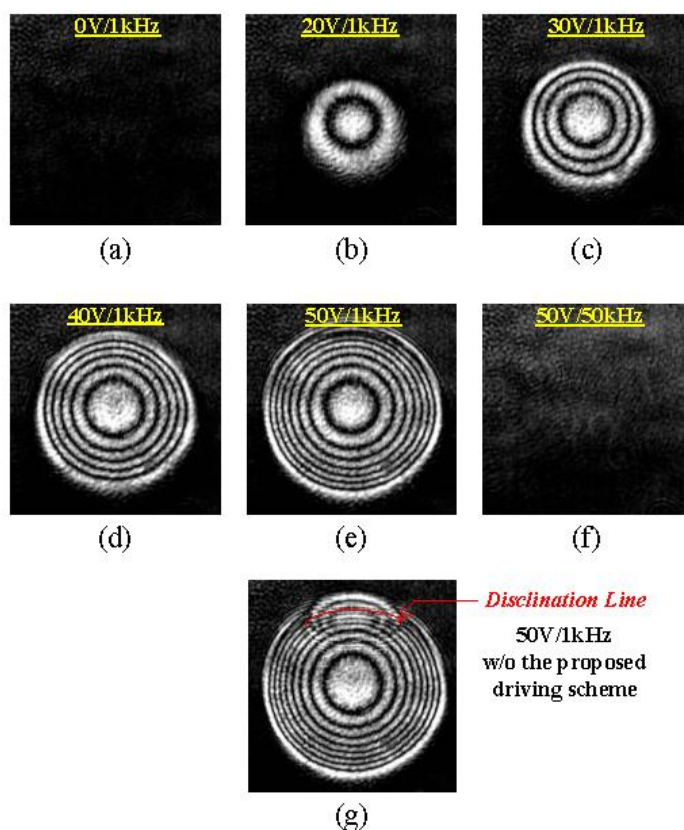 0V/1kHz
20V/1kHz
30V/1kHz
(a)
(b)
(c)
40V/1kHz
50V/1kHz
50V/50kHz
(d)
(e)
(f)
Disclination Line
50V/1kHz
w/o the proposed
driving scheme
(g)